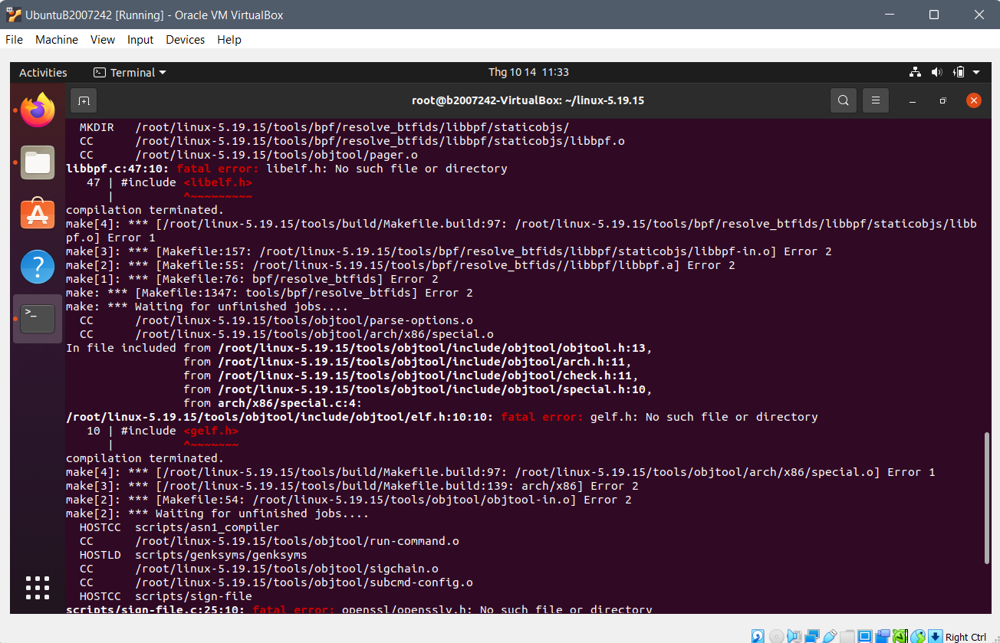 UbuntuB2007242 [Running] - Oracle VM VirtualBox
File Machine View Input Devices Help
Activities Terminal Thg 10 14 11:33
root@b2007242-VirtualBox: ~/linux-5.19.15
MKDIR /root/linux-5.19.15/tools/bpf/resolve_btfids/libbpf/staticobjs/
CC /root/linux-5.19.15/tools/bpf/resolve_btfids/libbpf/staticobjs/libbpf.o
CC /root/linux-5.19.15/tools/objtool/pager.o
libbpf.c:47:10: fatal error: libelf.h: No such file or directory
47 | #include <libelf.h>
| ^~~~~~~~~~
compilation terminated.
make[4]: *** [/root/linux-5.19.15/tools/build/Makefile.build:97: /root/linux-5.19.15/tools/bpf/resolve_btfids/libbpf/staticobjs/libb
pf.o] Error 1
make[3]: *** [Makefile:157: /root/linux-5.19.15/tools/bpf/resolve_btfids/libbpf/staticobjs/libbpf-in.o] Error 2
make[2]: *** [Makefile:55: /root/linux-5.19.15/tools/bpf/resolve_btfids//libbpf/libbpf.a] Error 2
make[1]: *** [Makefile:76: bpf/resolve_btfids] Error 2
make: *** [Makefile:1347: tools/bpf/resolve_btfids] Error 2
make: *** Waiting for unfinished jobs....
CC /root/linux-5.19.15/tools/objtool/parse-options.o
CC /root/linux-5.19.15/tools/objtool/arch/x86/special.o
In file included from /root/linux-5.19.15/tools/objtool/include/objtool/objtool.h:13,
from /root/linux-5.19.15/tools/objtool/include/objtool/arch.h:11,
from /root/linux-5.19.15/tools/objtool/include/objtool/check.h:11,
from /root/linux-5.19.15/tools/objtool/include/objtool/special.h:10,
from arch/x86/special.c:4:
/root/linux-5.19.15/tools/objtool/include/objtool/elf.h:10:10: fatal error: gelf.h: No such file or directory
10 | #include <gelf.h>
| ^~~~~~~~
compilation terminated.
make[4]: *** [/root/linux-5.19.15/tools/build/Makefile.build:97: /root/linux-5.19.15/tools/objtool/arch/x86/special.o] Error 1
make[3]: *** [/root/linux-5.19.15/tools/build/Makefile.build:139: arch/x86] Error 2
make[2]: *** [Makefile:54: /root/linux-5.19.15/tools/objtool/objtool-in.o] Error 2
make[2]: *** Waiting for unfinished jobs....
HOSTCC scripts/asn1_compiler
CC /root/linux-5.19.15/tools/objtool/run-command.o
HOSTLD scripts/genksyms/genksyms
CC /root/linux-5.19.15/tools/objtool/sigchain.o
CC /root/linux-5.19.15/tools/objtool/subcmd-config.o
HOSTCC scripts/sign-file
scripts/sign-file.c:25:10: fatal error: openssl/opensslv.h: No such file or directory
Right Ctrl